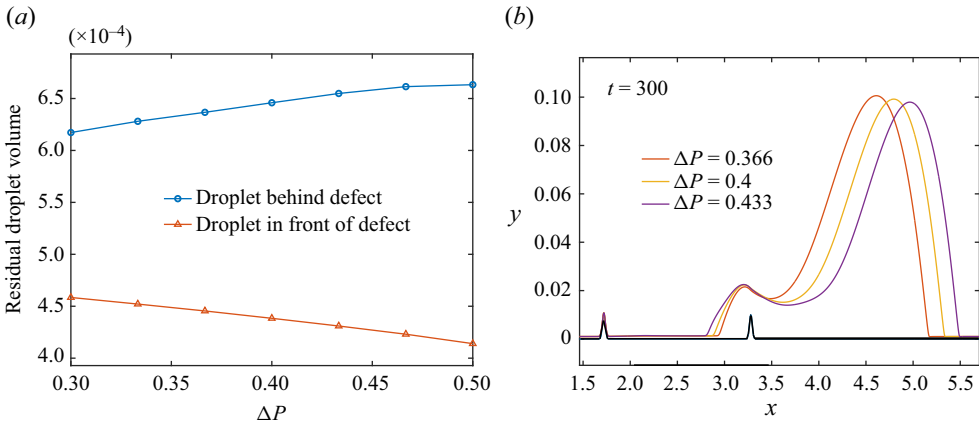 (a)
(×10⁻⁴)
6.5
6.0
5.0
4.5
4.0
0.30
0.35
0.40
0.45
0.50
ΔP
Residual droplet volume
Droplet behind defect
Droplet in front of defect
(b)
t = 300
0.10
0.08
0.06
0.04
0.02
0
y
ΔP = 0.366
ΔP = 0.4
ΔP = 0.433
1.5
2.0
2.5
3.0
3.5
4.0
4.5
5.0
5.5
x